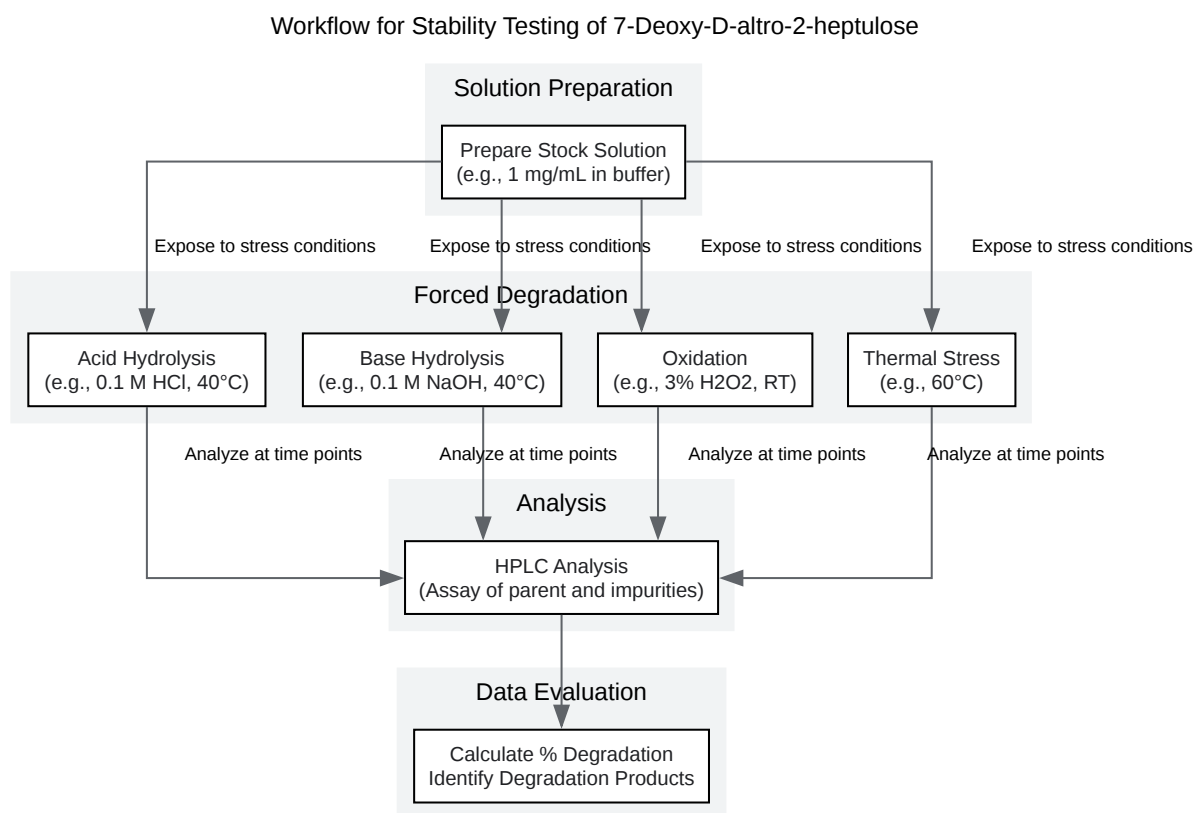 Workflow for Stability Testing of 7-Deoxy-D-altro-2-heptulose
Solution Preparation
Prepare Stock Solution
(e.g., 1 mg/mL in buffer)
Expose to stress conditions
Expose to stress conditions
Expose to stress conditions
Expose to stress conditions
Forced Degradation
Acid Hydrolysis
(e.g., 0.1 M HCl, 40°C)
Base Hydrolysis
(e.g., 0.1 M NaOH, 40°C)
Oxidation
(e.g., 3% H2O2, RT)
Thermal Stress
(e.g., 60°C)
Analyze at time points
Analyze at time points
Analyze at time points
Analyze at time points
Analysis
HPLC Analysis
(Assay of parent and impurities)
Data Evaluation
Calculate % Degradation
Identify Degradation Products